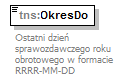 tns:OkresDo
Ostatni dzień
sprawozdawczego roku
obrotowego w formacie
RRRR-MM-DD